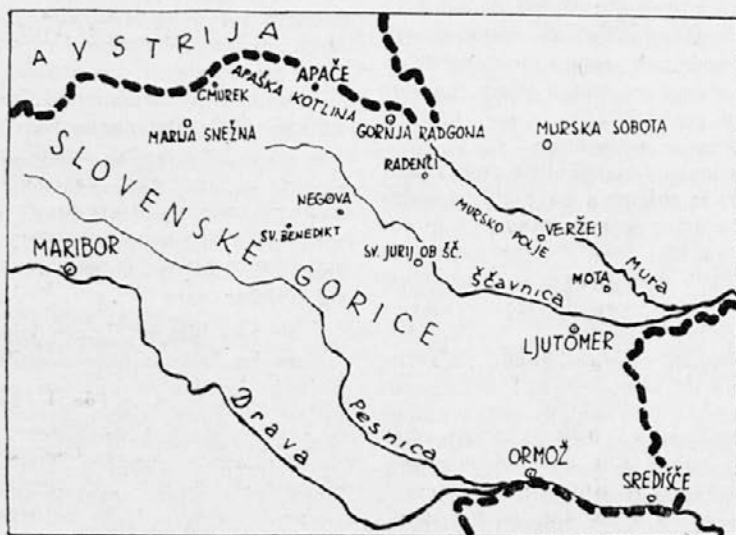 AVSTRIJA
APAČE
CMUREK
APAŠKA KOTLINA
MARIJA SNEŽNA
GORNJA RADGONA
MURSKA SOBOTA
RADENCI
SLOVENSKE GORICE
NEGOVA
SV. BENEDIKT
MURSKO POLJE
VERŽEJ
SV. JURIJ OB ŠČ.
MARIBOR
Mura
MOTA
Ščavnica
LJUTOMER
Drava
Pesnica
ORMOŽ
SREDIŠČE